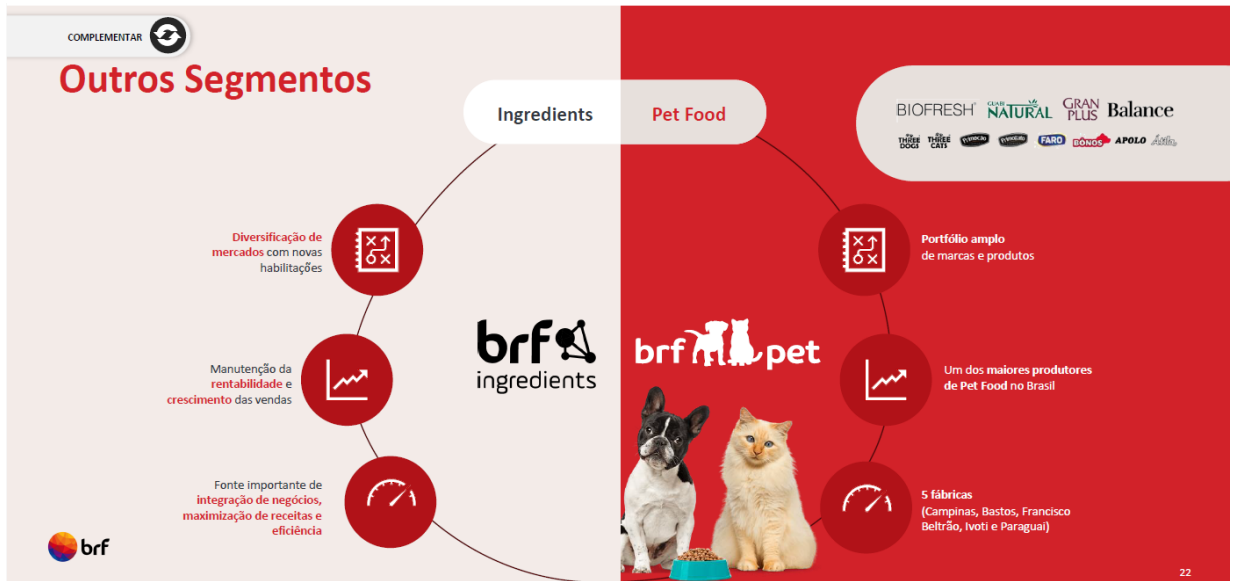 COMPLEMENTAR
Outros Segmentos
Ingredients
Diversificação de
mercados com novas
habilitações
Manutenção da
rentabilidade e
crescimento das vendas
Fonte importante de
integração de negócios,
maximização de receitas e
eficiência
brf
ingredients
brf
Pet Food
BIOFRESH GUABI NATURAL GRAN PLUS Balance
THREE DOGS THREE CATS FARO BÔNOS APOLO
brf pet
Portfólio amplo
de marcas e produtos
Um dos maiores produtores
de Pet Food no Brasil
5 fábricas
(Campinas, Bastos, Francisco
Beltrão, Ivoti e Paraguai)
22